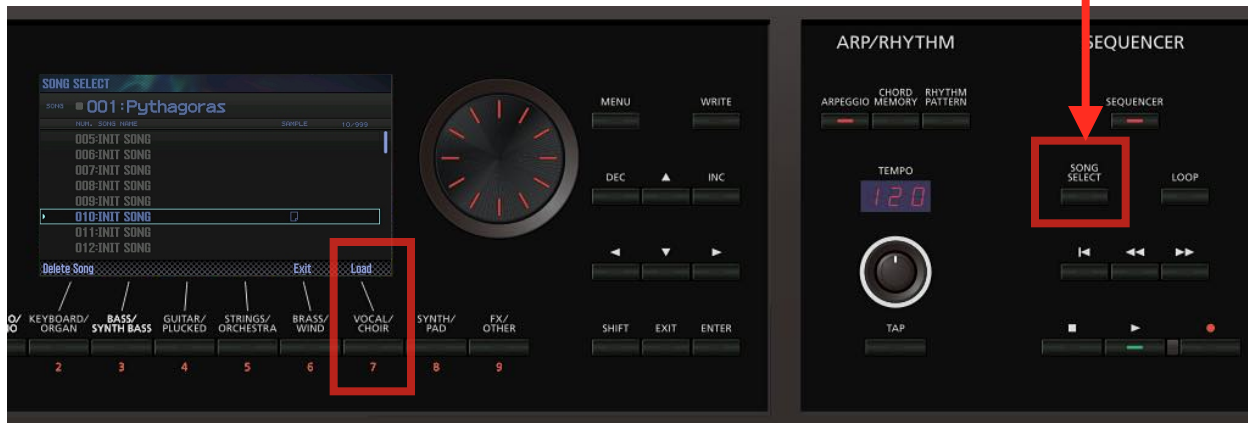 ARP/RHYTHM
SEQUENCER
SONG SELECT
SONG 001:Pythagoras
NUM. SONG NAME SAMPLE 10/999
005:INIT SONG
006:INIT SONG
007:INIT SONG
008:INIT SONG
009:INIT SONG
010:INIT SONG
011:INIT SONG
012:INIT SONG
Delete Song Exit Load
KEYBOARD/
ORGAN
BASS/
SYNTH BASS
GUITAR/
PLUCKED
STRINGS/
ORCHESTRA
BRASS/
WIND
VOCAL/
CHOIR
SYNTH/
PAD
FX/
OTHER
2 3 4 5 6 7 8 9
MENU WRITE
DEC INC
SHIFT EXIT ENTER
ARPEGGIO
CHORD
MEMORY
RHYTHM
PATTERN
TEMPO
120
TAP
SEQUENCER
SONG
SELECT
LOOP